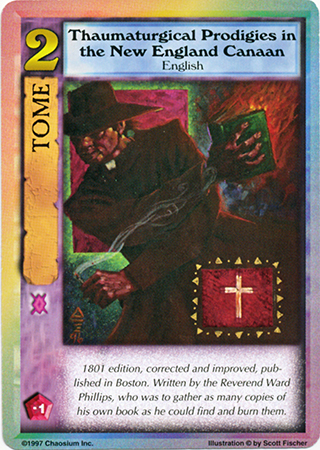 2
Thaumaturgical Prodigies in
the New England Canaan
English
TOME
1801 edition, corrected and improved, pub-
lished in Boston. Written by the Reverend Ward
Phillips, who was to gather as many copies of
his own book as he could find and burn them.
-1
©1997 Chaosium Inc.
Illustration © by Scott Fischer